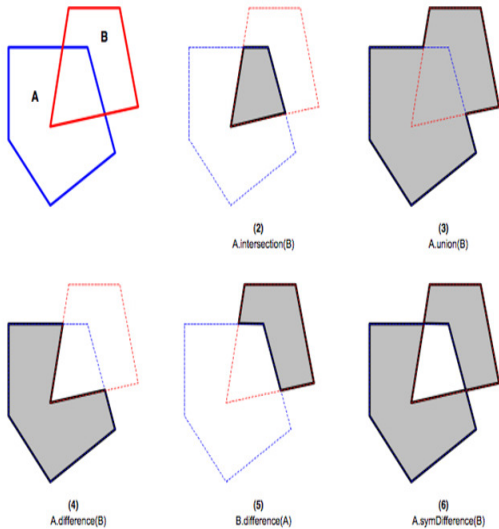 A
B
(2)
A.intersection(B)
(3)
A.union(B)
(4)
A.difference(B)
(5)
B.difference(A)
(6)
A.symDifference(B)